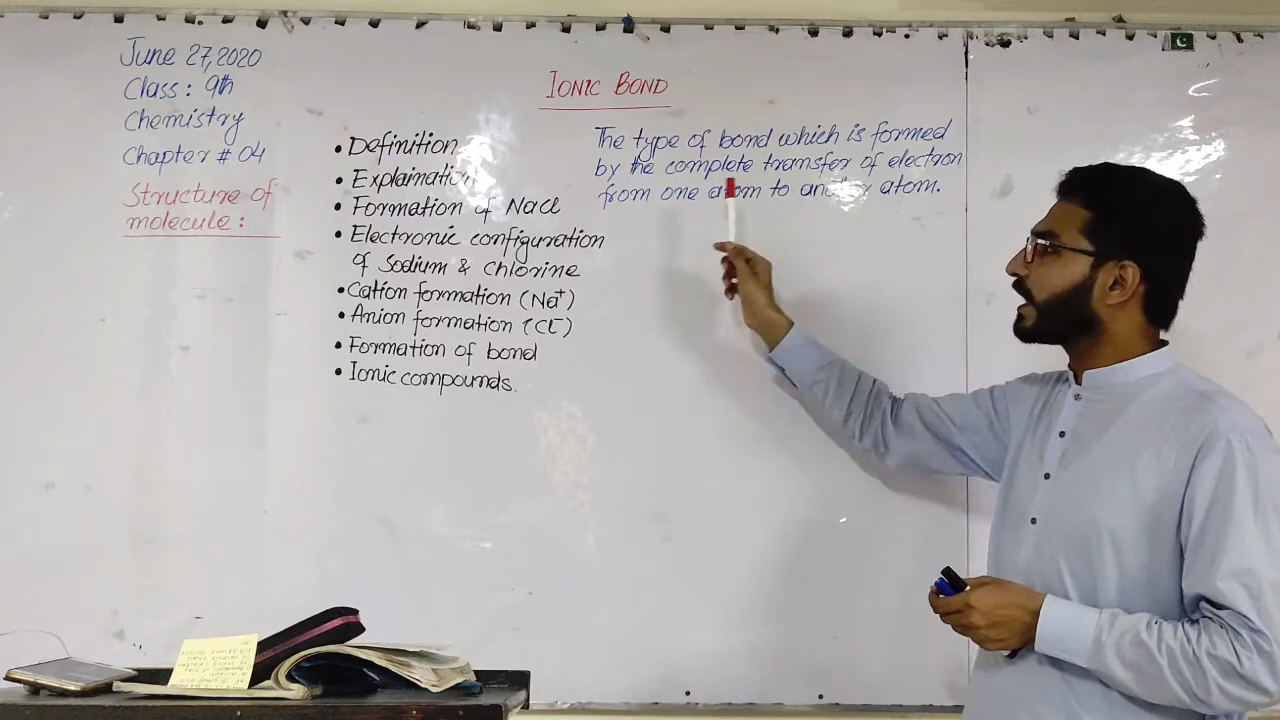 June 27, 2020
Class: 9th
Chemistry
Chapter # 04
Structure of
molecule:
IONIC BOND
• Definition
• Explaination
• Formation of NaCl
• Electronic configuration
of Sodium & Chlorine
• Cation formation (Na⁺)
• Anion formation (Cl⁻)
• Formation of bond
• Ionic compounds.
The type of bond which is formed
by the complete transfer of electron
from one atom to another atom.